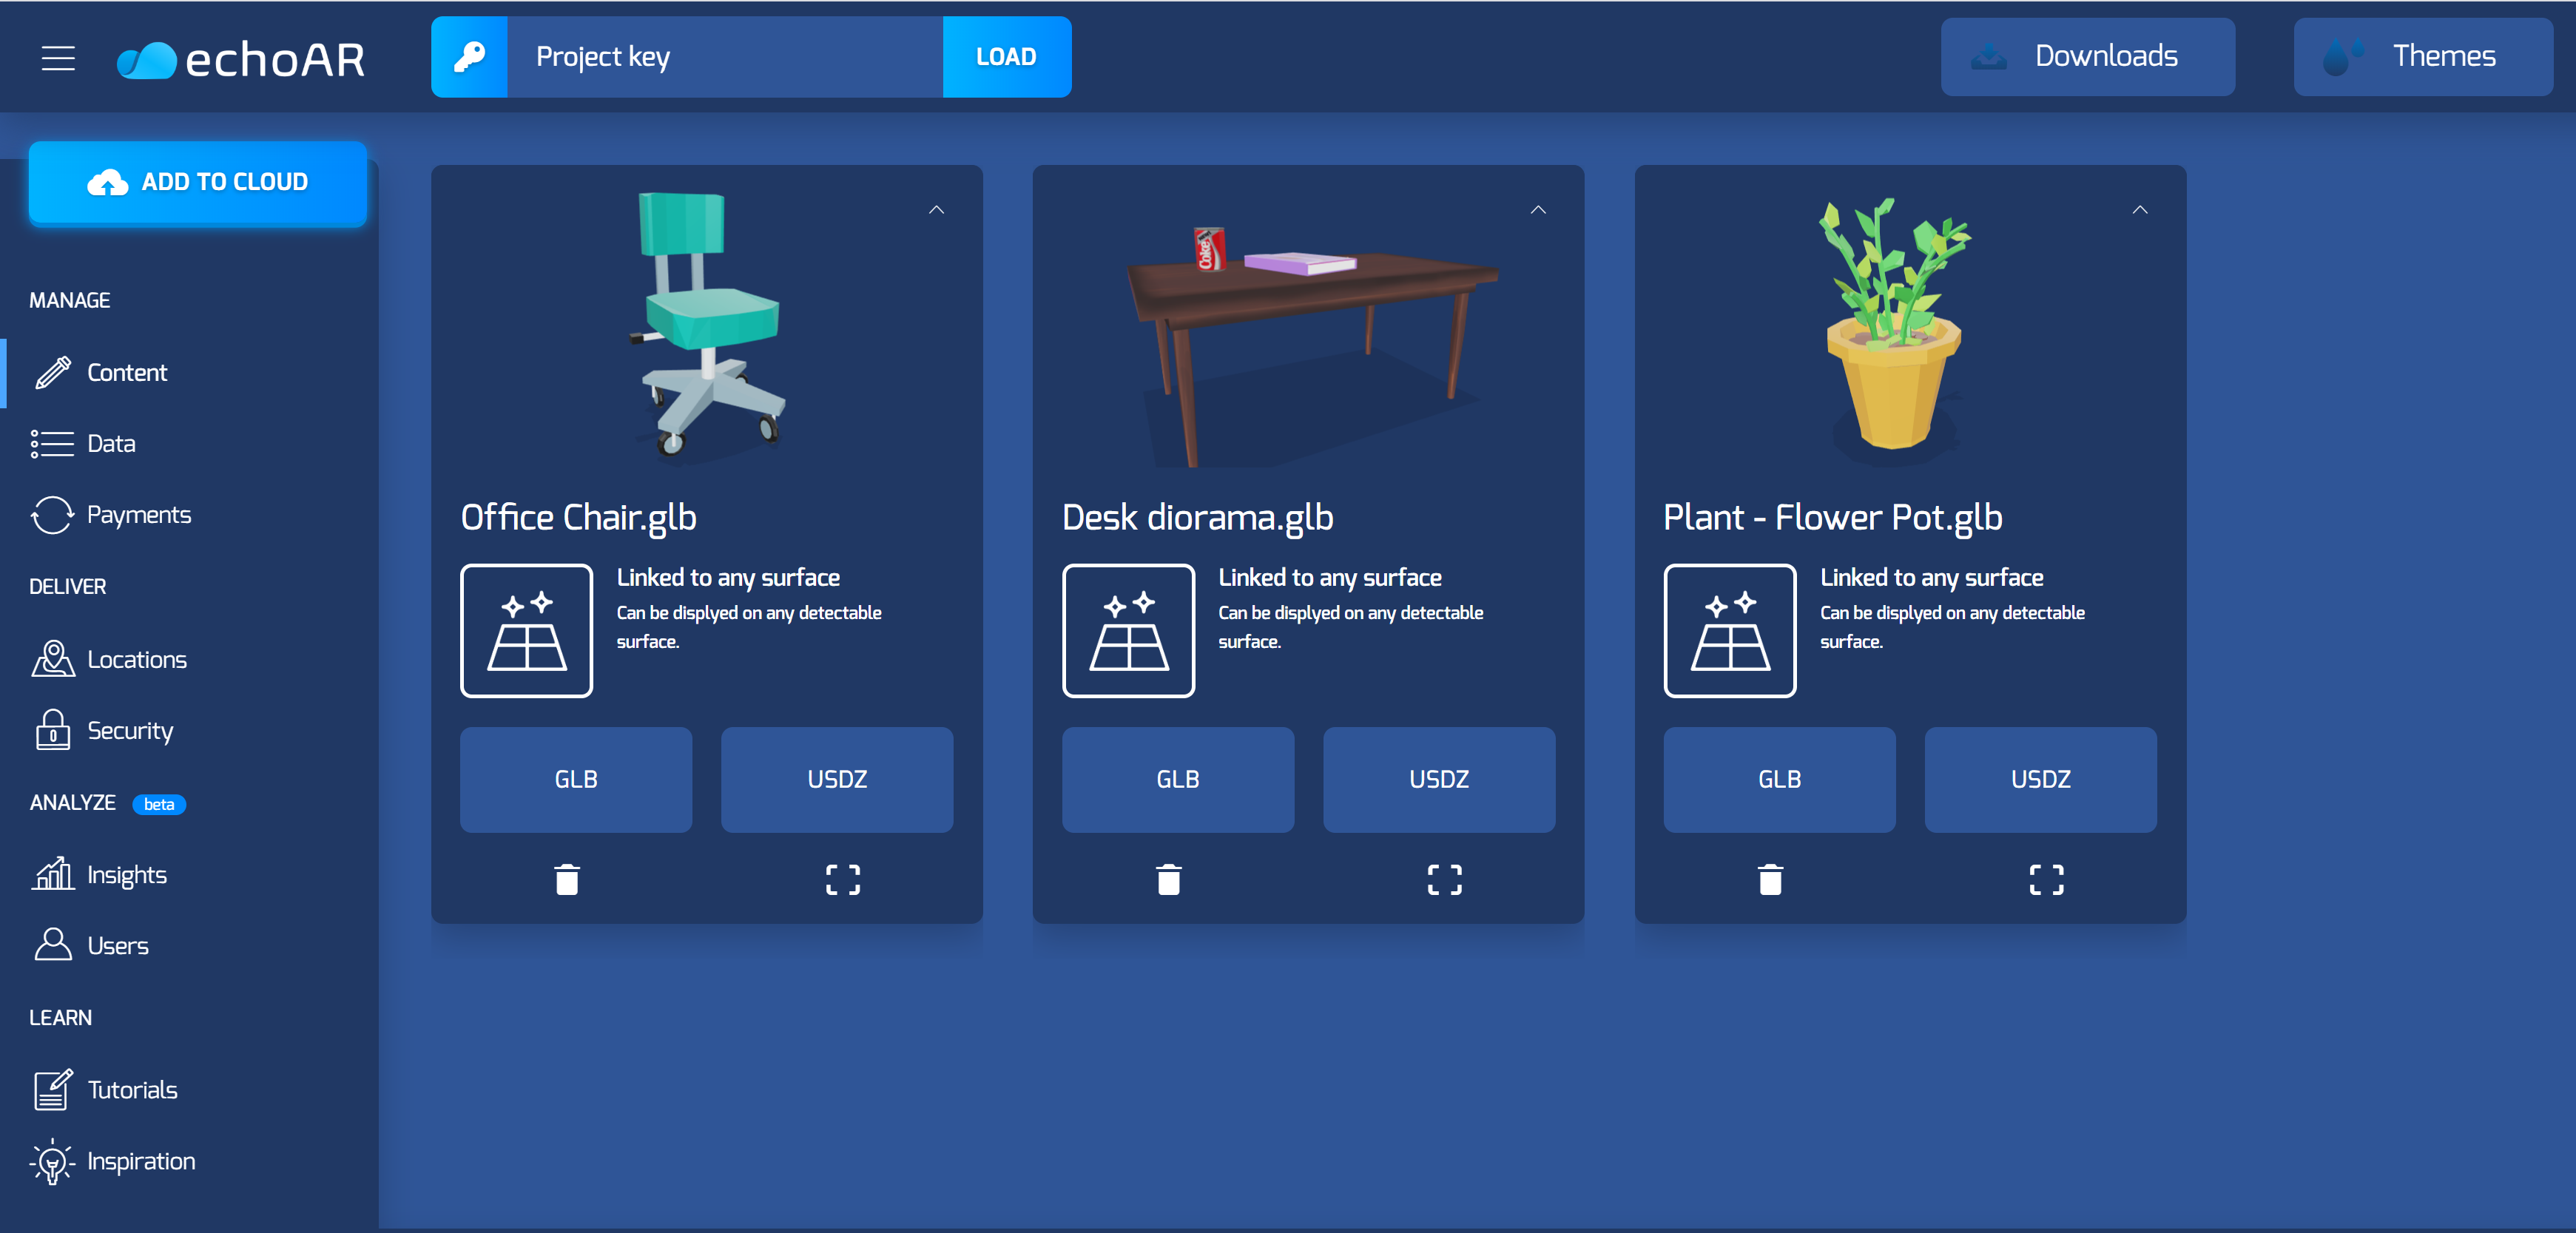 echoAR
Project key
LOAD
Downloads
Themes
ADD TO CLOUD
MANAGE
Content
Data
Payments
DELIVER
Locations
Security
ANALYZE beta
Insights
Users
LEARN
Tutorials
Inspiration
Office Chair.glb
Linked to any surface
Can be displyed on any detectable
surface.
GLB
USDZ
Coke
Desk diorama.glb
Linked to any surface
Can be displyed on any detectable
surface.
GLB
USDZ
Plant - Flower Pot.glb
Linked to any surface
Can be displyed on any detectable
surface.
GLB
USDZ